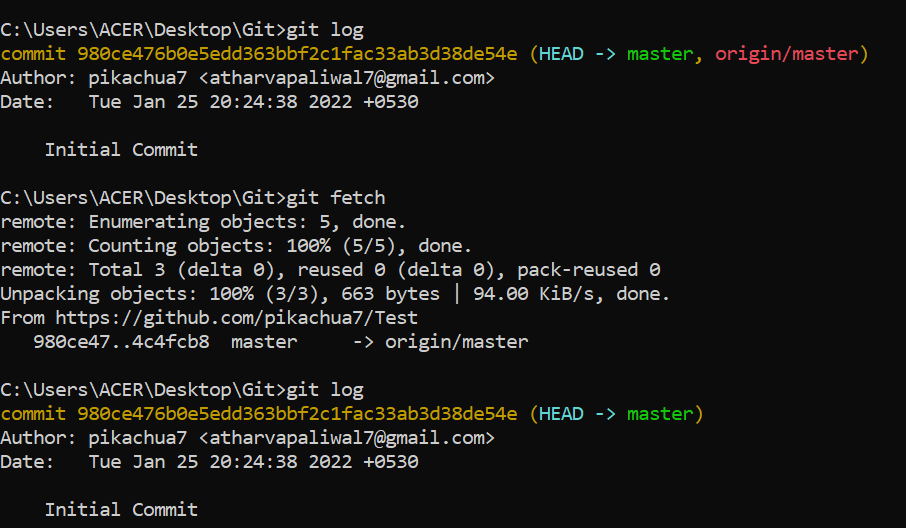 C:\Users\ACER\Desktop\Git>git log
commit 980ce476b0e5edd363bbf2c1fac33ab3d38de54e (HEAD -> master, origin/master)
Author: pikachua7 <atharvapaliwal7@gmail.com>
Date:   Tue Jan 25 20:24:38 2022 +0530
    Initial Commit
C:\Users\ACER\Desktop\Git>git fetch
remote: Enumerating objects: 5, done.
remote: Counting objects: 100% (5/5), done.
remote: Total 3 (delta 0), reused 0 (delta 0), pack-reused 0
Unpacking objects: 100% (3/3), 663 bytes | 94.00 KiB/s, done.
From https://github.com/pikachua7/Test
   980ce47..4c4fcb8  master     -> origin/master
C:\Users\ACER\Desktop\Git>git log
commit 980ce476b0e5edd363bbf2c1fac33ab3d38de54e (HEAD -> master)
Author: pikachua7 <atharvapaliwal7@gmail.com>
Date:   Tue Jan 25 20:24:38 2022 +0530
    Initial Commit